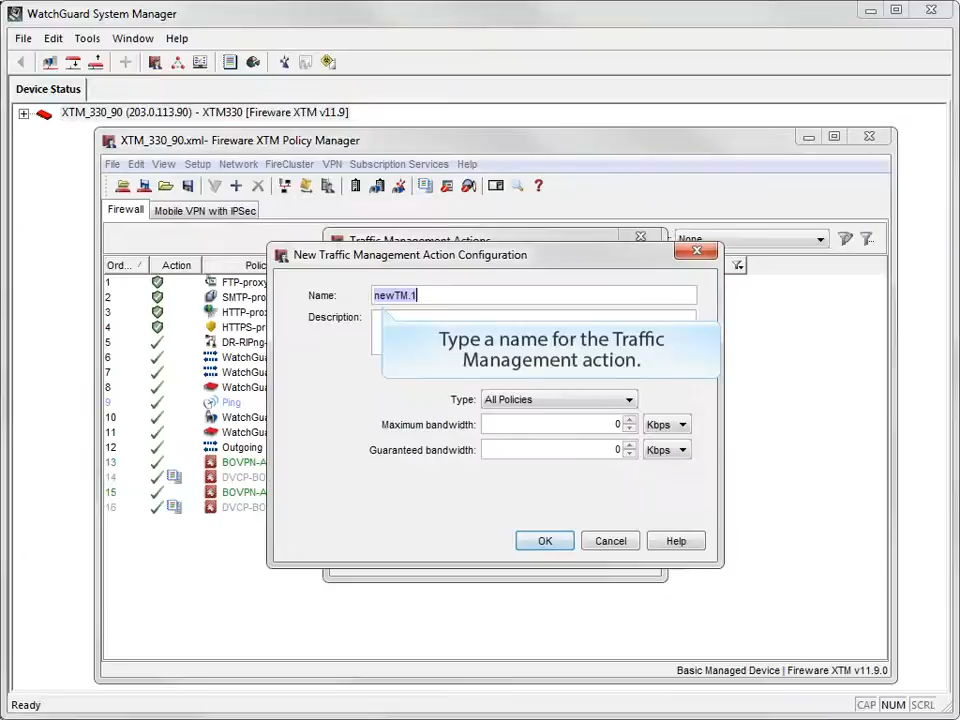 WatchGuard System Manager
File Edit Tools Window Help
Device Status
XTM_330_90 (203.0.113.90) - XTM330 [Fireware XTM v11.9]
XTM_330_90.xml- Fireware XTM Policy Manager
File Edit View Setup Network FireCluster VPN Subscription Services Help
Firewall Mobile VPN with IPSec
Traffic Management Actions
None
New Traffic Management Action Configuration
Ord... Action Polic
Name: newTM.1
Description:
Type a name for the Traffic
Management action.
Type: All Policies
Maximum bandwidth: 0 Kbps
Guaranteed bandwidth: 0 Kbps
OK Cancel Help
1 FTP-proxy
2 SMTP-pro
3 HTTP-pro
4 HTTPS-pr
5 DR-RIPng-
6 WatchGua
7 WatchGua
8 WatchGua
9 Ping
10 WatchGua
11 WatchGua
12 Outgoing
13 BOVPN-A
14 DVCP-BO
15 BOVPN-A
16 DVCP-BO
Basic Managed Device | Fireware XTM v11.9.0
Ready
CAP NUM SCRL